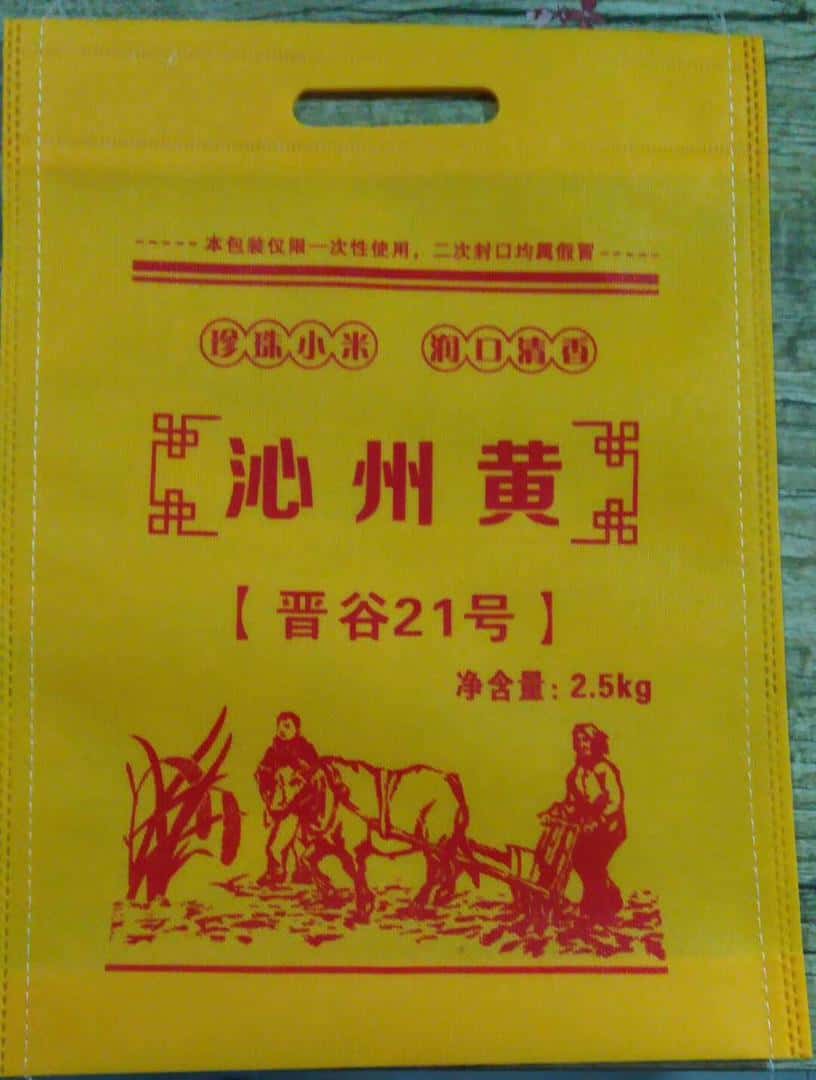 -----本包装仅限一次性使用，二次封口均属假冒-----
珍珠小米 润口清香
沁州黄
【晋谷21号】
净含量：2.5kg